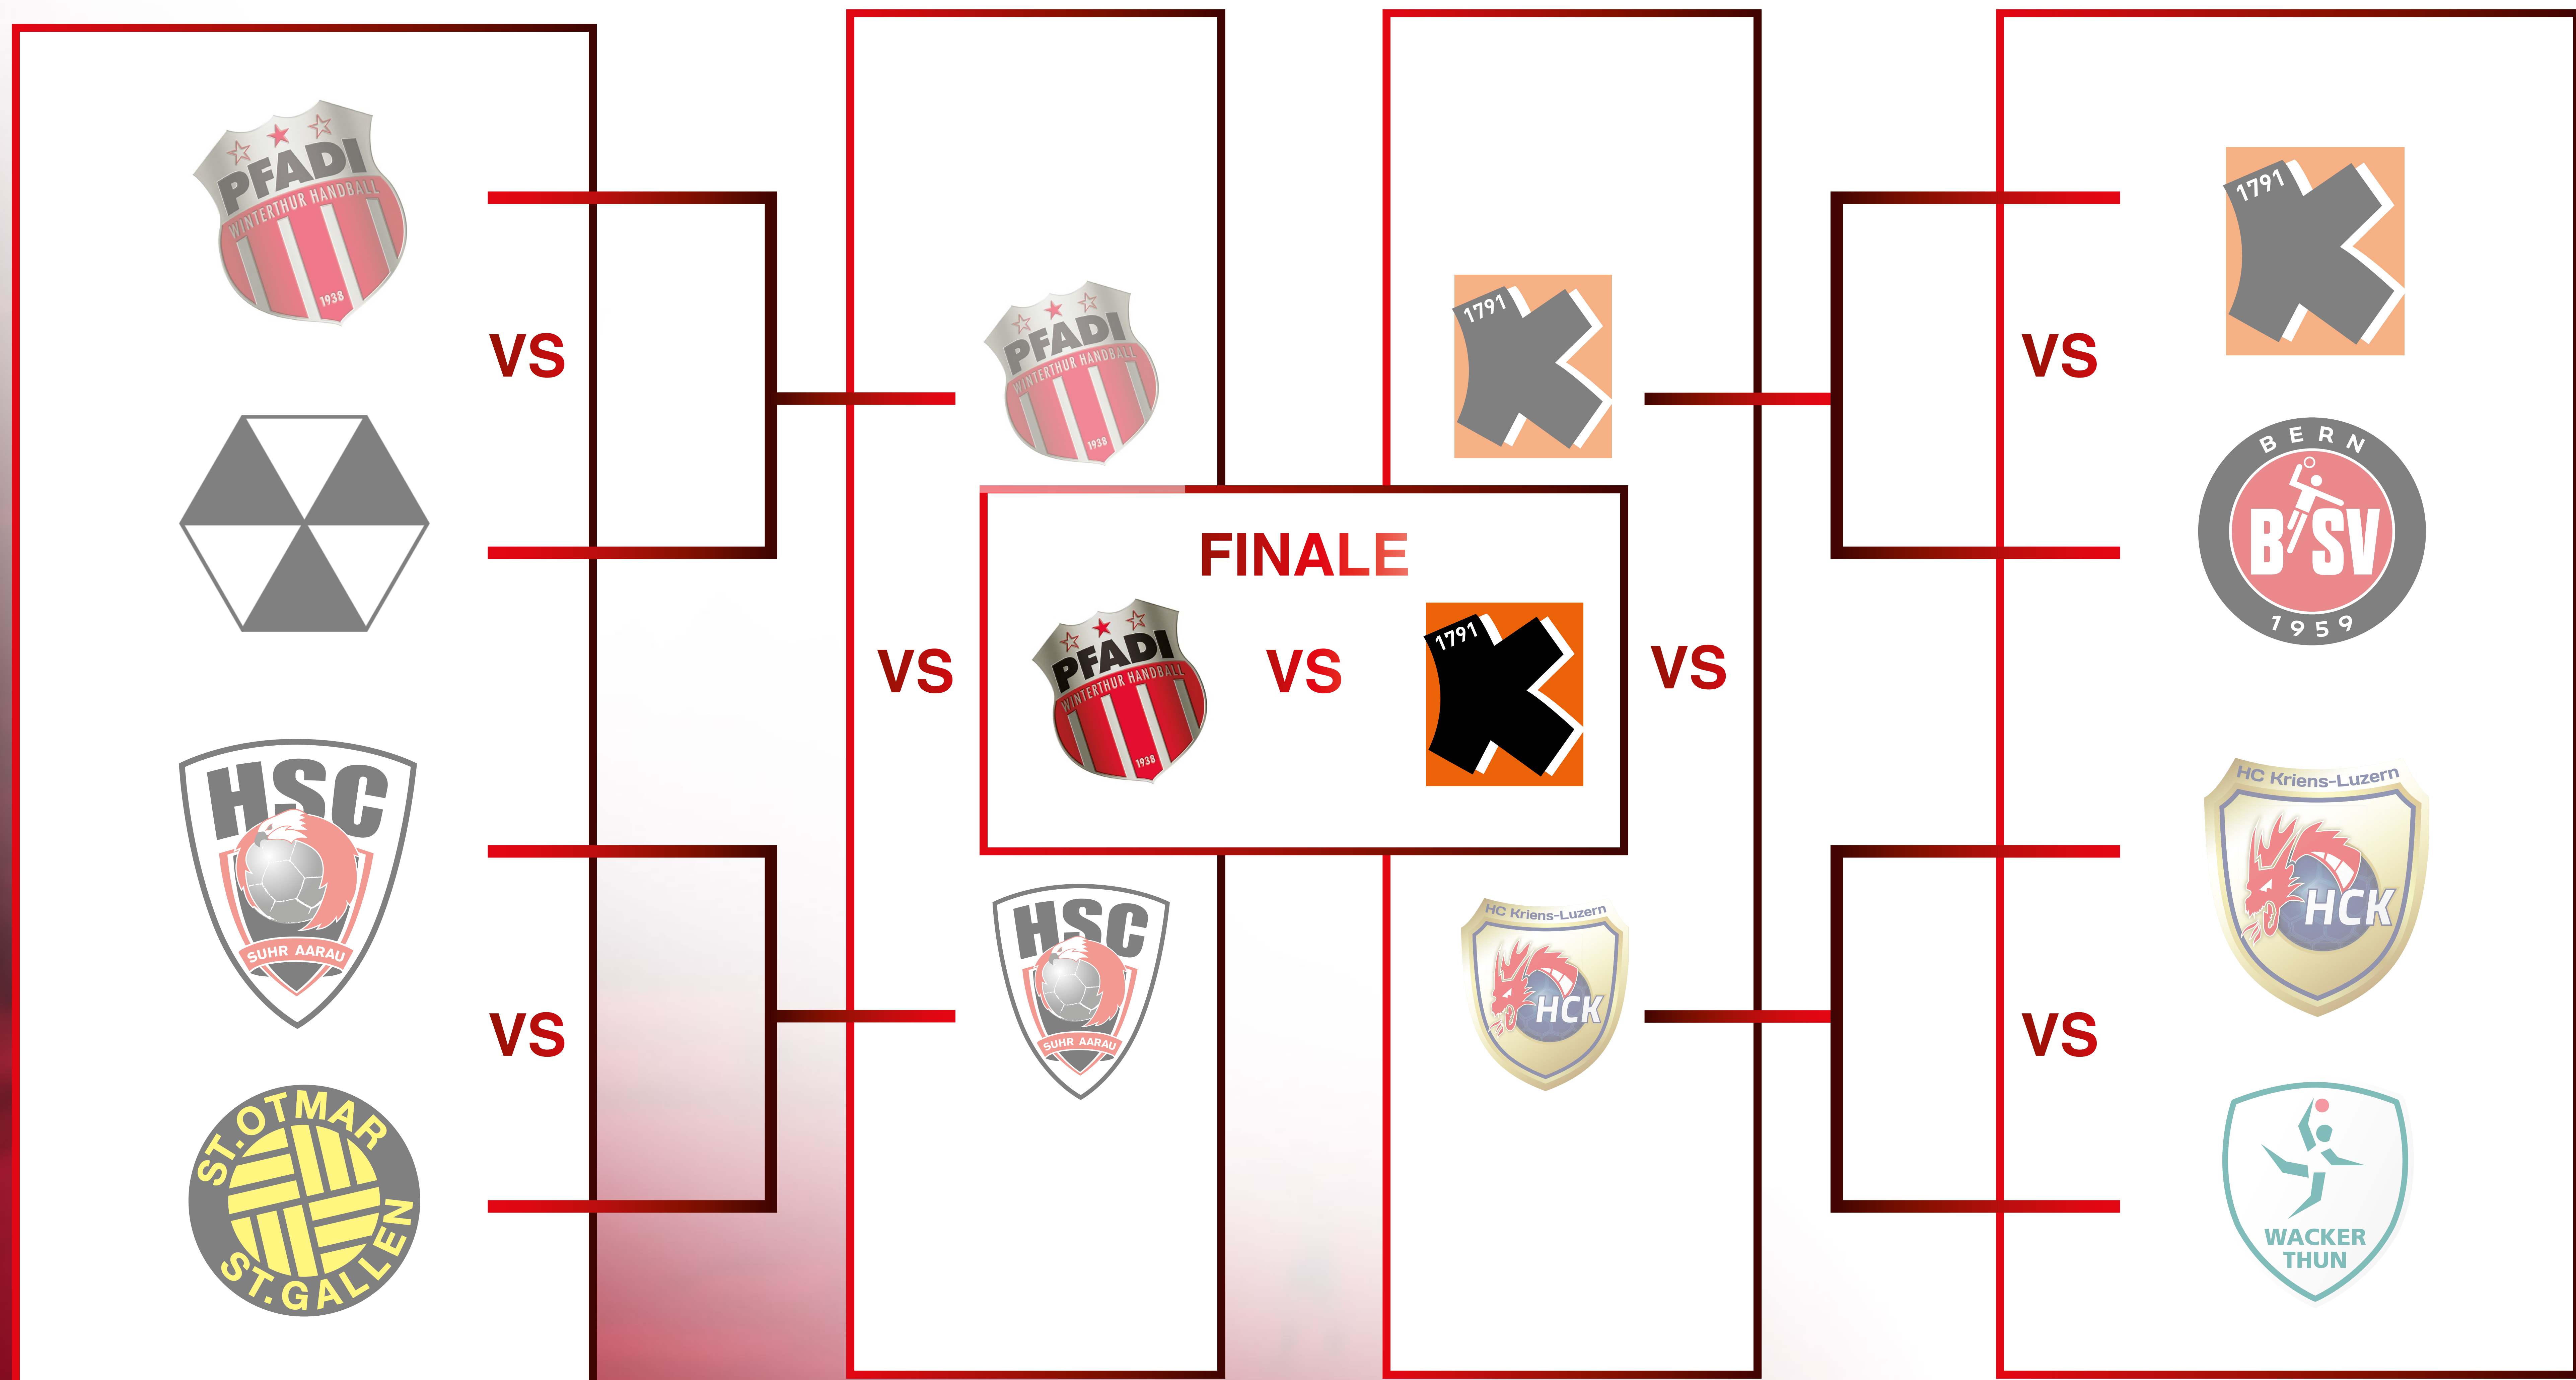 PFADI
WINTERTHUR HANDBALL
1938
VS
HSC
SUHR AARAU
VS
ST.OTMAR
ST.GALLEN
PFADI
WINTERTHUR HANDBALL
1938
VS
HSC
SUHR AARAU
FINALE
PFADI
WINTERTHUR HANDBALL
1938
VS
1791
1791
VS
HC Kriens-Luzern
HCK
1791
VS
BERN
BSV
1959
HC Kriens-Luzern
HCK
VS
WACKER
THUN